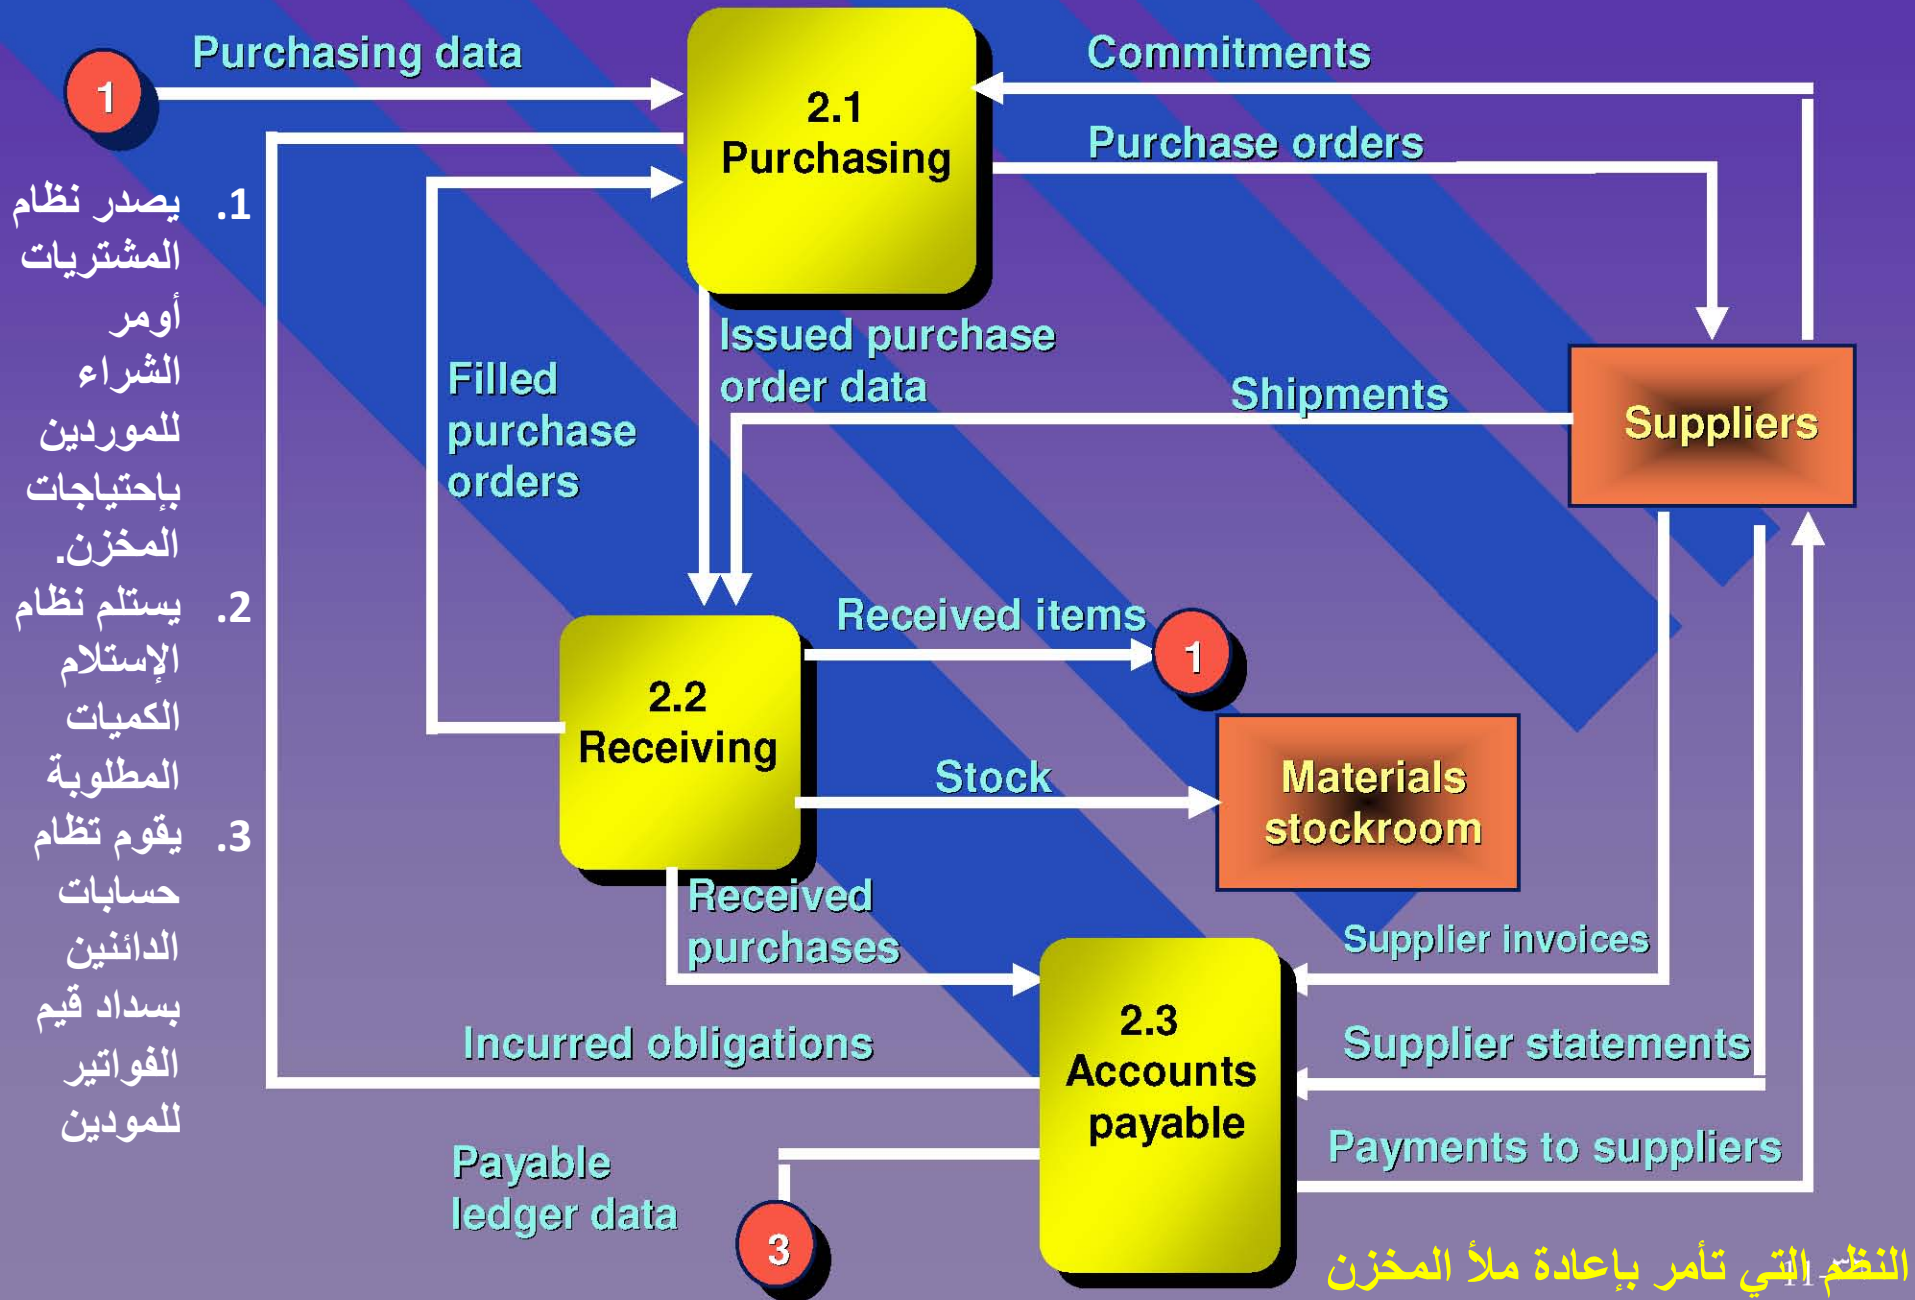 Purchasing data
1
2.1
Purchasing
Commitments
Purchase orders
1. يصدر نظام
المشتريات
أومر
الشراء
للموردين
بإحتياجات
المخزن.
2. يستلم نظام
الإستلام
الكميات
المطلوبة
3. يقوم تظام
حسابات
الدائنين
بسداد قيم
الفواتير
للمودين
Filled
purchase
orders
Issued purchase
order data
Shipments
Suppliers
Received items
1
2.2
Receiving
Stock
Materials
stockroom
Received
purchases
Supplier invoices
2.3
Accounts
payable
Incurred obligations
Supplier statements
Payable
ledger data
3
Payments to suppliers
النظم التي تأمر بإعادة ملأ المخزن